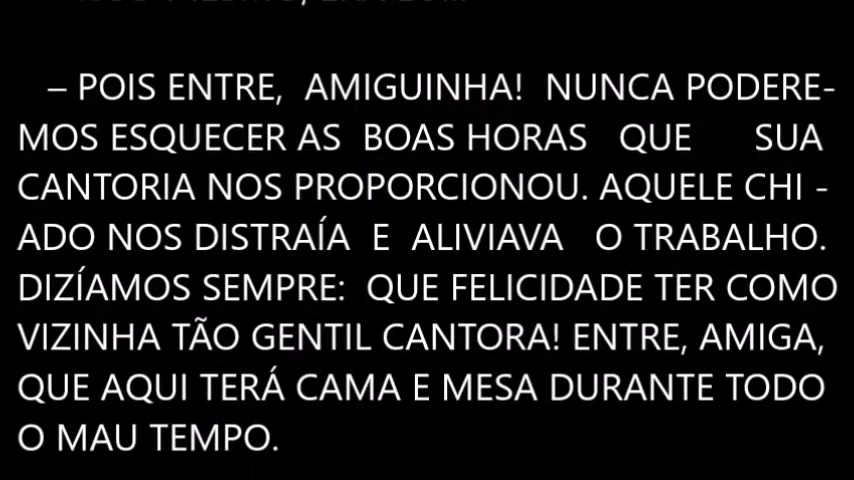 – POIS ENTRE, AMIGUINHA! NUNCA PODERE-
MOS ESQUECER AS BOAS HORAS QUE SUA
CANTORIA NOS PROPORCIONOU. AQUELE CHI -
ADO NOS DISTRAÍA E ALIVIAVA O TRABALHO.
DIZÍAMOS SEMPRE: QUE FELICIDADE TER COMO
VIZINHA TÃO GENTIL CANTORA! ENTRE, AMIGA,
QUE AQUI TERÁ CAMA E MESA DURANTE TODO
O MAU TEMPO.